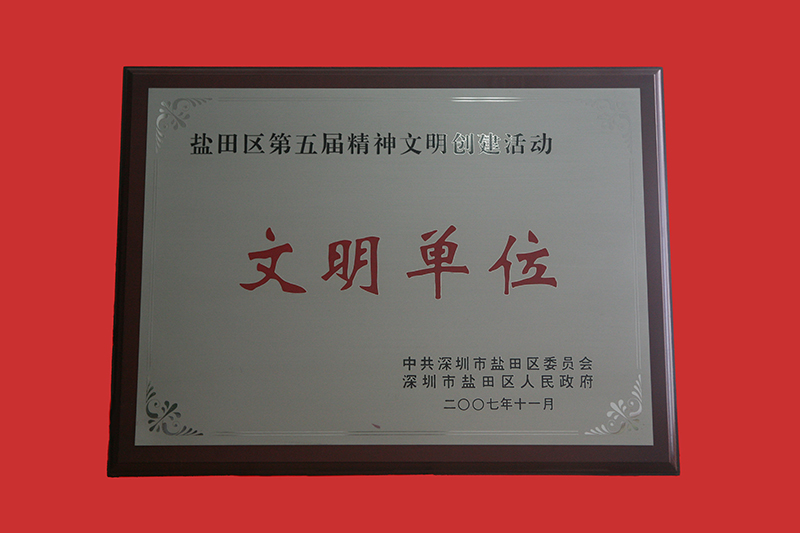 盐田区第五届精神文明创建活动
文明单位
中共深圳市盐田区委员会
深圳市盐田区人民政府
二〇〇七年十一月